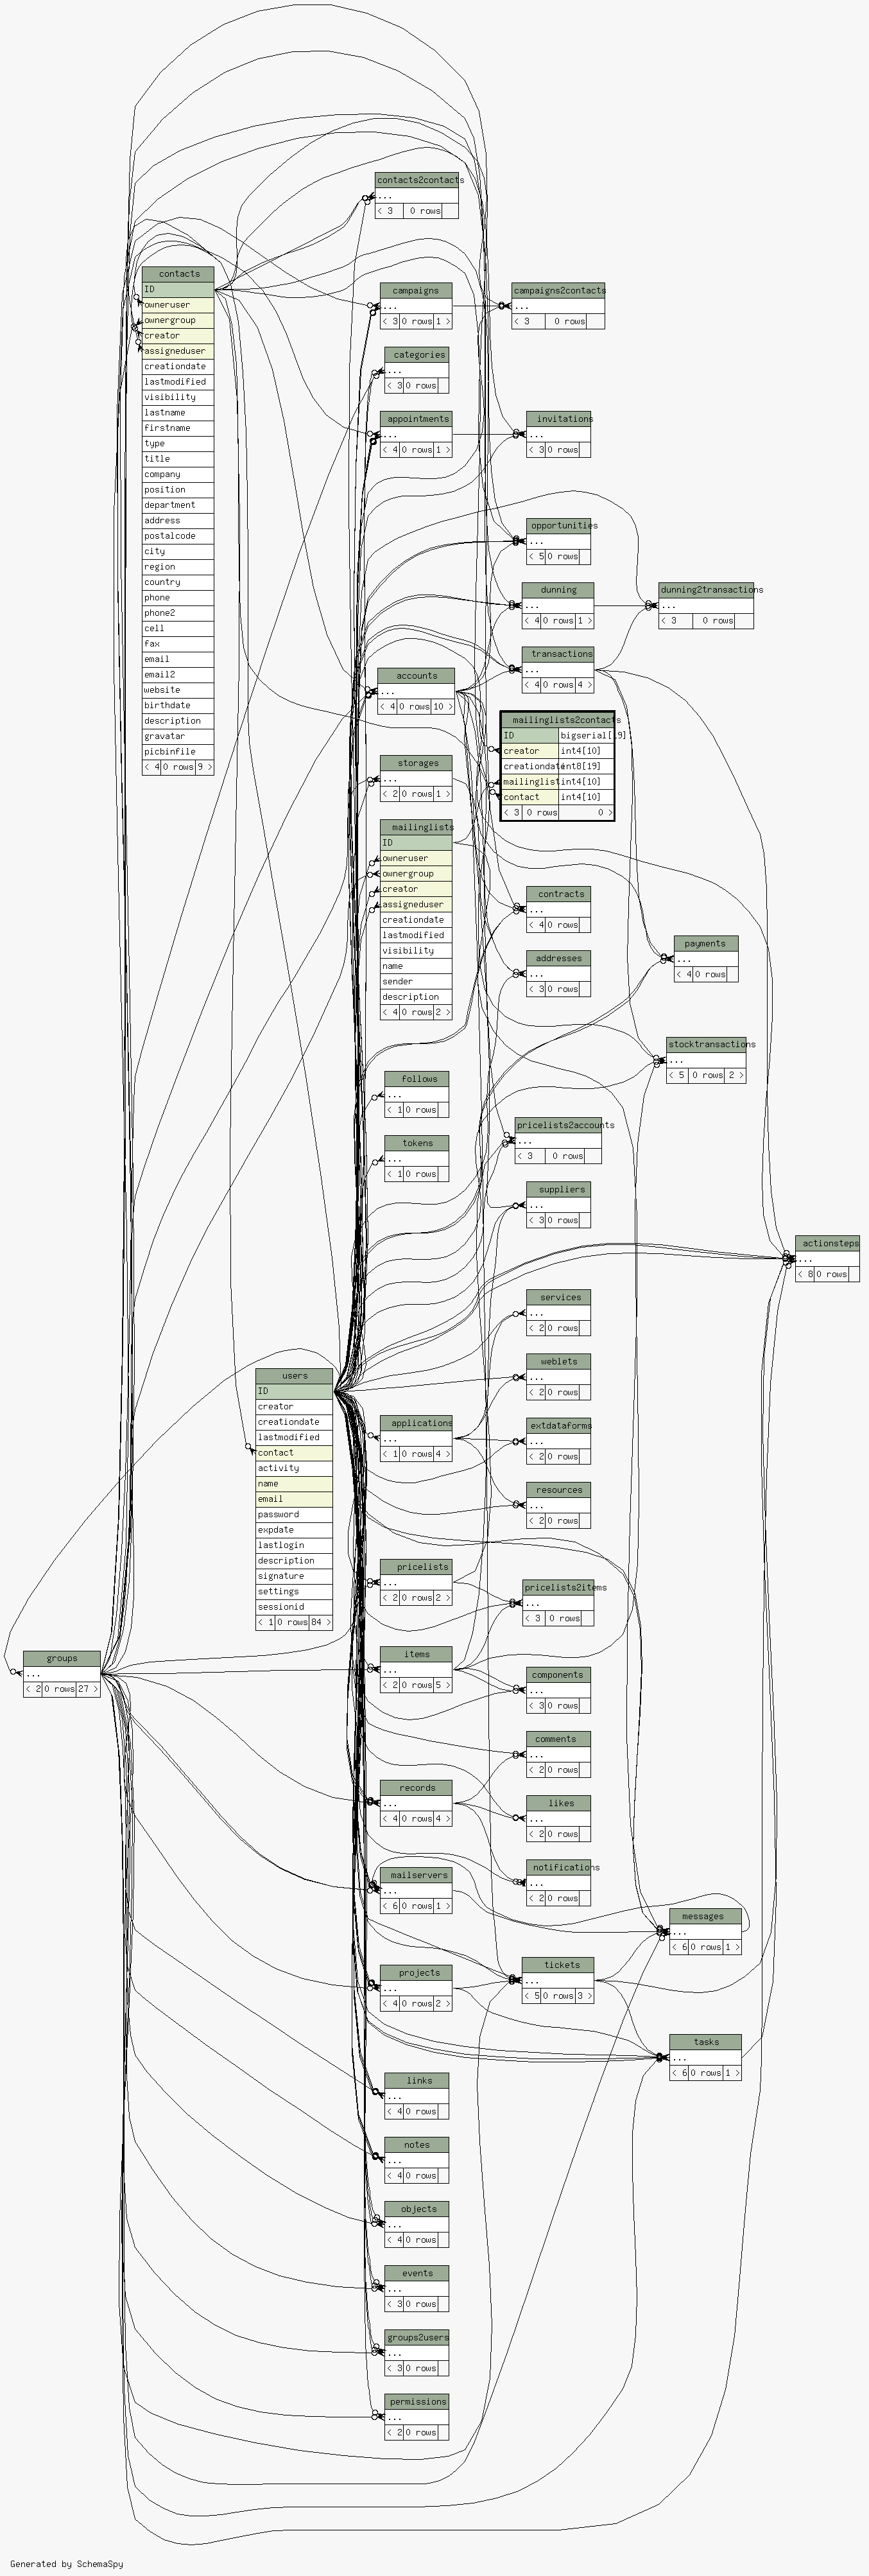 contacts2contacts
...
< 3 0 rows
contacts
ID
owneruser
ownergroup
creator
assigneduser
creationdate
lastmodified
visibility
lastname
firstname
type
title
company
position
department
address
postalcode
city
region
country
phone
phone2
cell
fax
email
email2
website
birthdate
description
gravatar
picbinfile
< 4 0 rows 9 >
campaigns
...
< 3 0 rows 1 >
campaigns2contacts
...
< 3 0 rows
categories
...
< 3 0 rows
appointments
...
< 4 0 rows 1 >
invitations
...
< 3 0 rows
opportunities
...
< 5 0 rows
dunning
...
< 4 0 rows 1 >
dunning2transactions
...
< 3 0 rows
transactions
...
< 4 0 rows 4 >
accounts
...
< 4 0 rows 10 >
mailinglists2contacts
ID bigserial[19]
creator int4[10]
creationdate int8[19]
mailinglist int4[10]
contact int4[10]
< 3 0 rows 0 >
storages
...
< 2 0 rows 1 >
mailinglists
ID
owneruser
ownergroup
creator
assigneduser
creationdate
lastmodified
visibility
name
sender
description
< 4 0 rows 2 >
contracts
...
< 4 0 rows
payments
...
< 4 0 rows
addresses
...
< 3 0 rows
stocktransactions
...
< 5 0 rows 2 >
follows
...
< 1 0 rows
pricelists2accounts
...
< 3 0 rows
tokens
...
< 1 0 rows
suppliers
...
< 3 0 rows
actionsteps
...
< 8 0 rows
services
...
< 2 0 rows
weblets
...
< 2 0 rows
users
ID
creator
creationdate
lastmodified
contact
activity
name
email
password
expdate
lastlogin
description
signature
settings
sessionid
< 1 0 rows 84 >
applications
...
< 1 0 rows 4 >
extdataforms
...
< 2 0 rows
resources
...
< 2 0 rows
pricelists
...
< 2 0 rows 2 >
pricelists2items
...
< 3 0 rows
groups
...
< 2 0 rows 27 >
items
...
< 2 0 rows 5 >
components
...
< 3 0 rows
comments
...
< 2 0 rows
records
...
< 4 0 rows 4 >
likes
...
< 2 0 rows
notifications
...
< 2 0 rows
mailservers
...
< 6 0 rows 1 >
messages
...
< 6 0 rows 1 >
tickets
...
< 5 0 rows 3 >
projects
...
< 4 0 rows 2 >
tasks
...
< 6 0 rows 1 >
links
...
< 4 0 rows
notes
...
< 4 0 rows
objects
...
< 4 0 rows
events
...
< 3 0 rows
groups2users
...
< 3 0 rows
permissions
...
< 2 0 rows
Generated by SchemaSpy